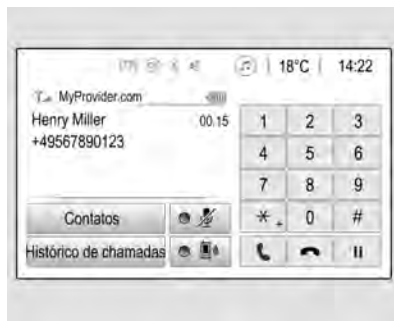 18°C 14:22
MyProvider.com
Henry Miller 00.15
+49567890123
1 2 3
4 5 6
7 8 9
* 0 #
Contatos
Histórico de chamadas